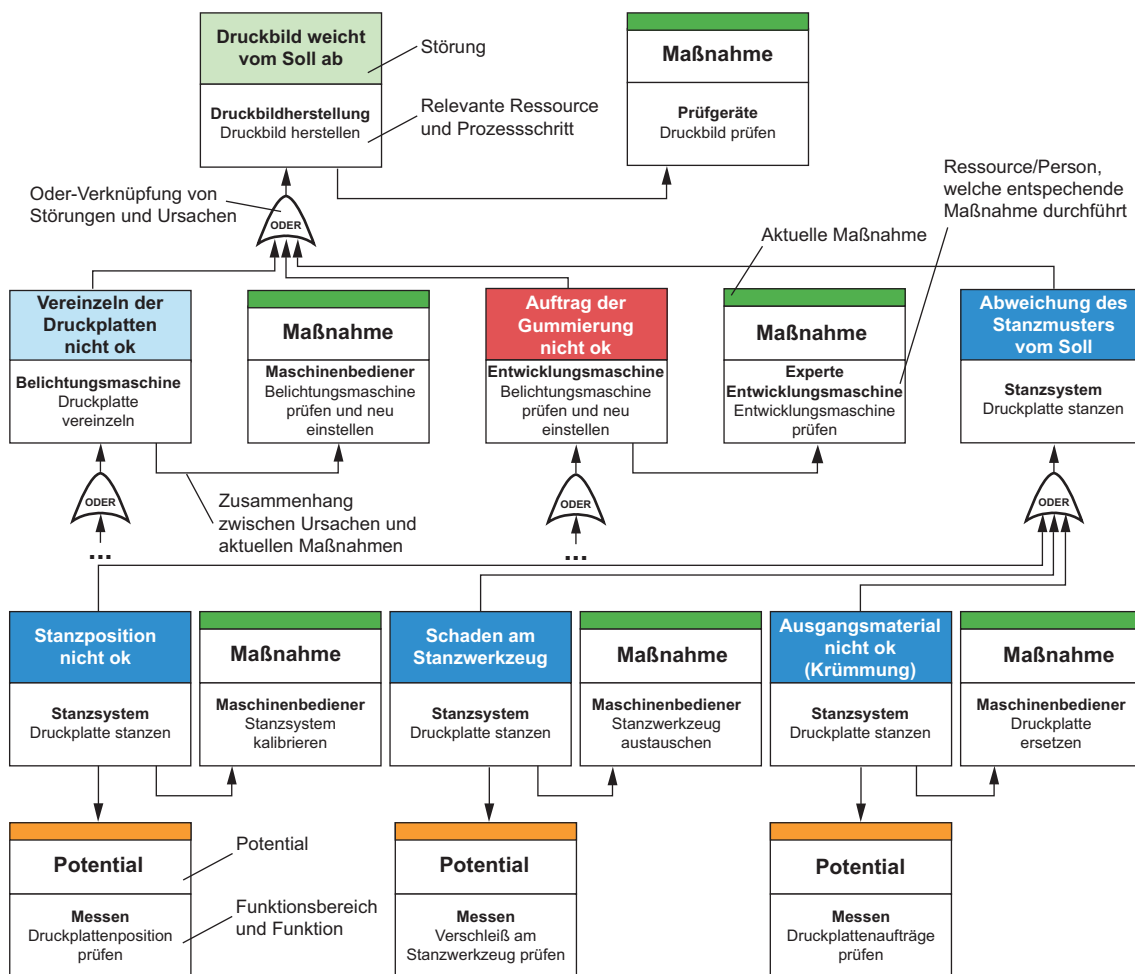 Druckbild weicht
vom Soll ab
Druckbildherstellung
Druckbild herstellen
Störung
Relevante Ressource
und Prozessschritt
Maßnahme
Prüfgeräte
Druckbild prüfen
Ressource/Person,
welche entspechende
Maßnahme durchführt
Oder-Verknüpfung von
Störungen und Ursachen
ODER
Aktuelle Maßnahme
Vereinzeln der
Druckplatten
nicht ok
Belichtungsmaschine
Druckplatte
vereinzeln
Maßnahme
Maschinenbediener
Belichtungsmaschine
prüfen und neu
einstellen
Auftrag der
Gummierung
nicht ok
Entwicklungsmaschine
Belichtungsmaschine
prüfen und neu
einstellen
Maßnahme
Experte
Entwicklungsmaschine
Entwicklungsmaschine
prüfen
Abweichung des
Stanzmusters
vom Soll
Stanzsystem
Druckplatte stanzen
ODER
...
Zusammenhang
zwischen Ursachen und
aktuellen Maßnahmen
ODER
...
ODER
Stanzposition
nicht ok
Stanzsystem
Druckplatte stanzen
Maßnahme
Maschinenbediener
Stanzsystem
kalibrieren
Schaden am
Stanzwerkzeug
Stanzsystem
Druckplatte stanzen
Maßnahme
Maschinenbediener
Stanzwerkzeug
austauschen
Ausgangsmaterial
nicht ok
(Krümmung)
Stanzsystem
Druckplatte stanzen
Maßnahme
Maschinenbediener
Druckplatte
ersetzen
Potential
Messen
Druckplattenposition
prüfen
Potential
Funktionsbereich
und Funktion
Potential
Messen
Verschleiß am
Stanzwerkzeug prüfen
Potential
Messen
Druckplattenaufträge
prüfen